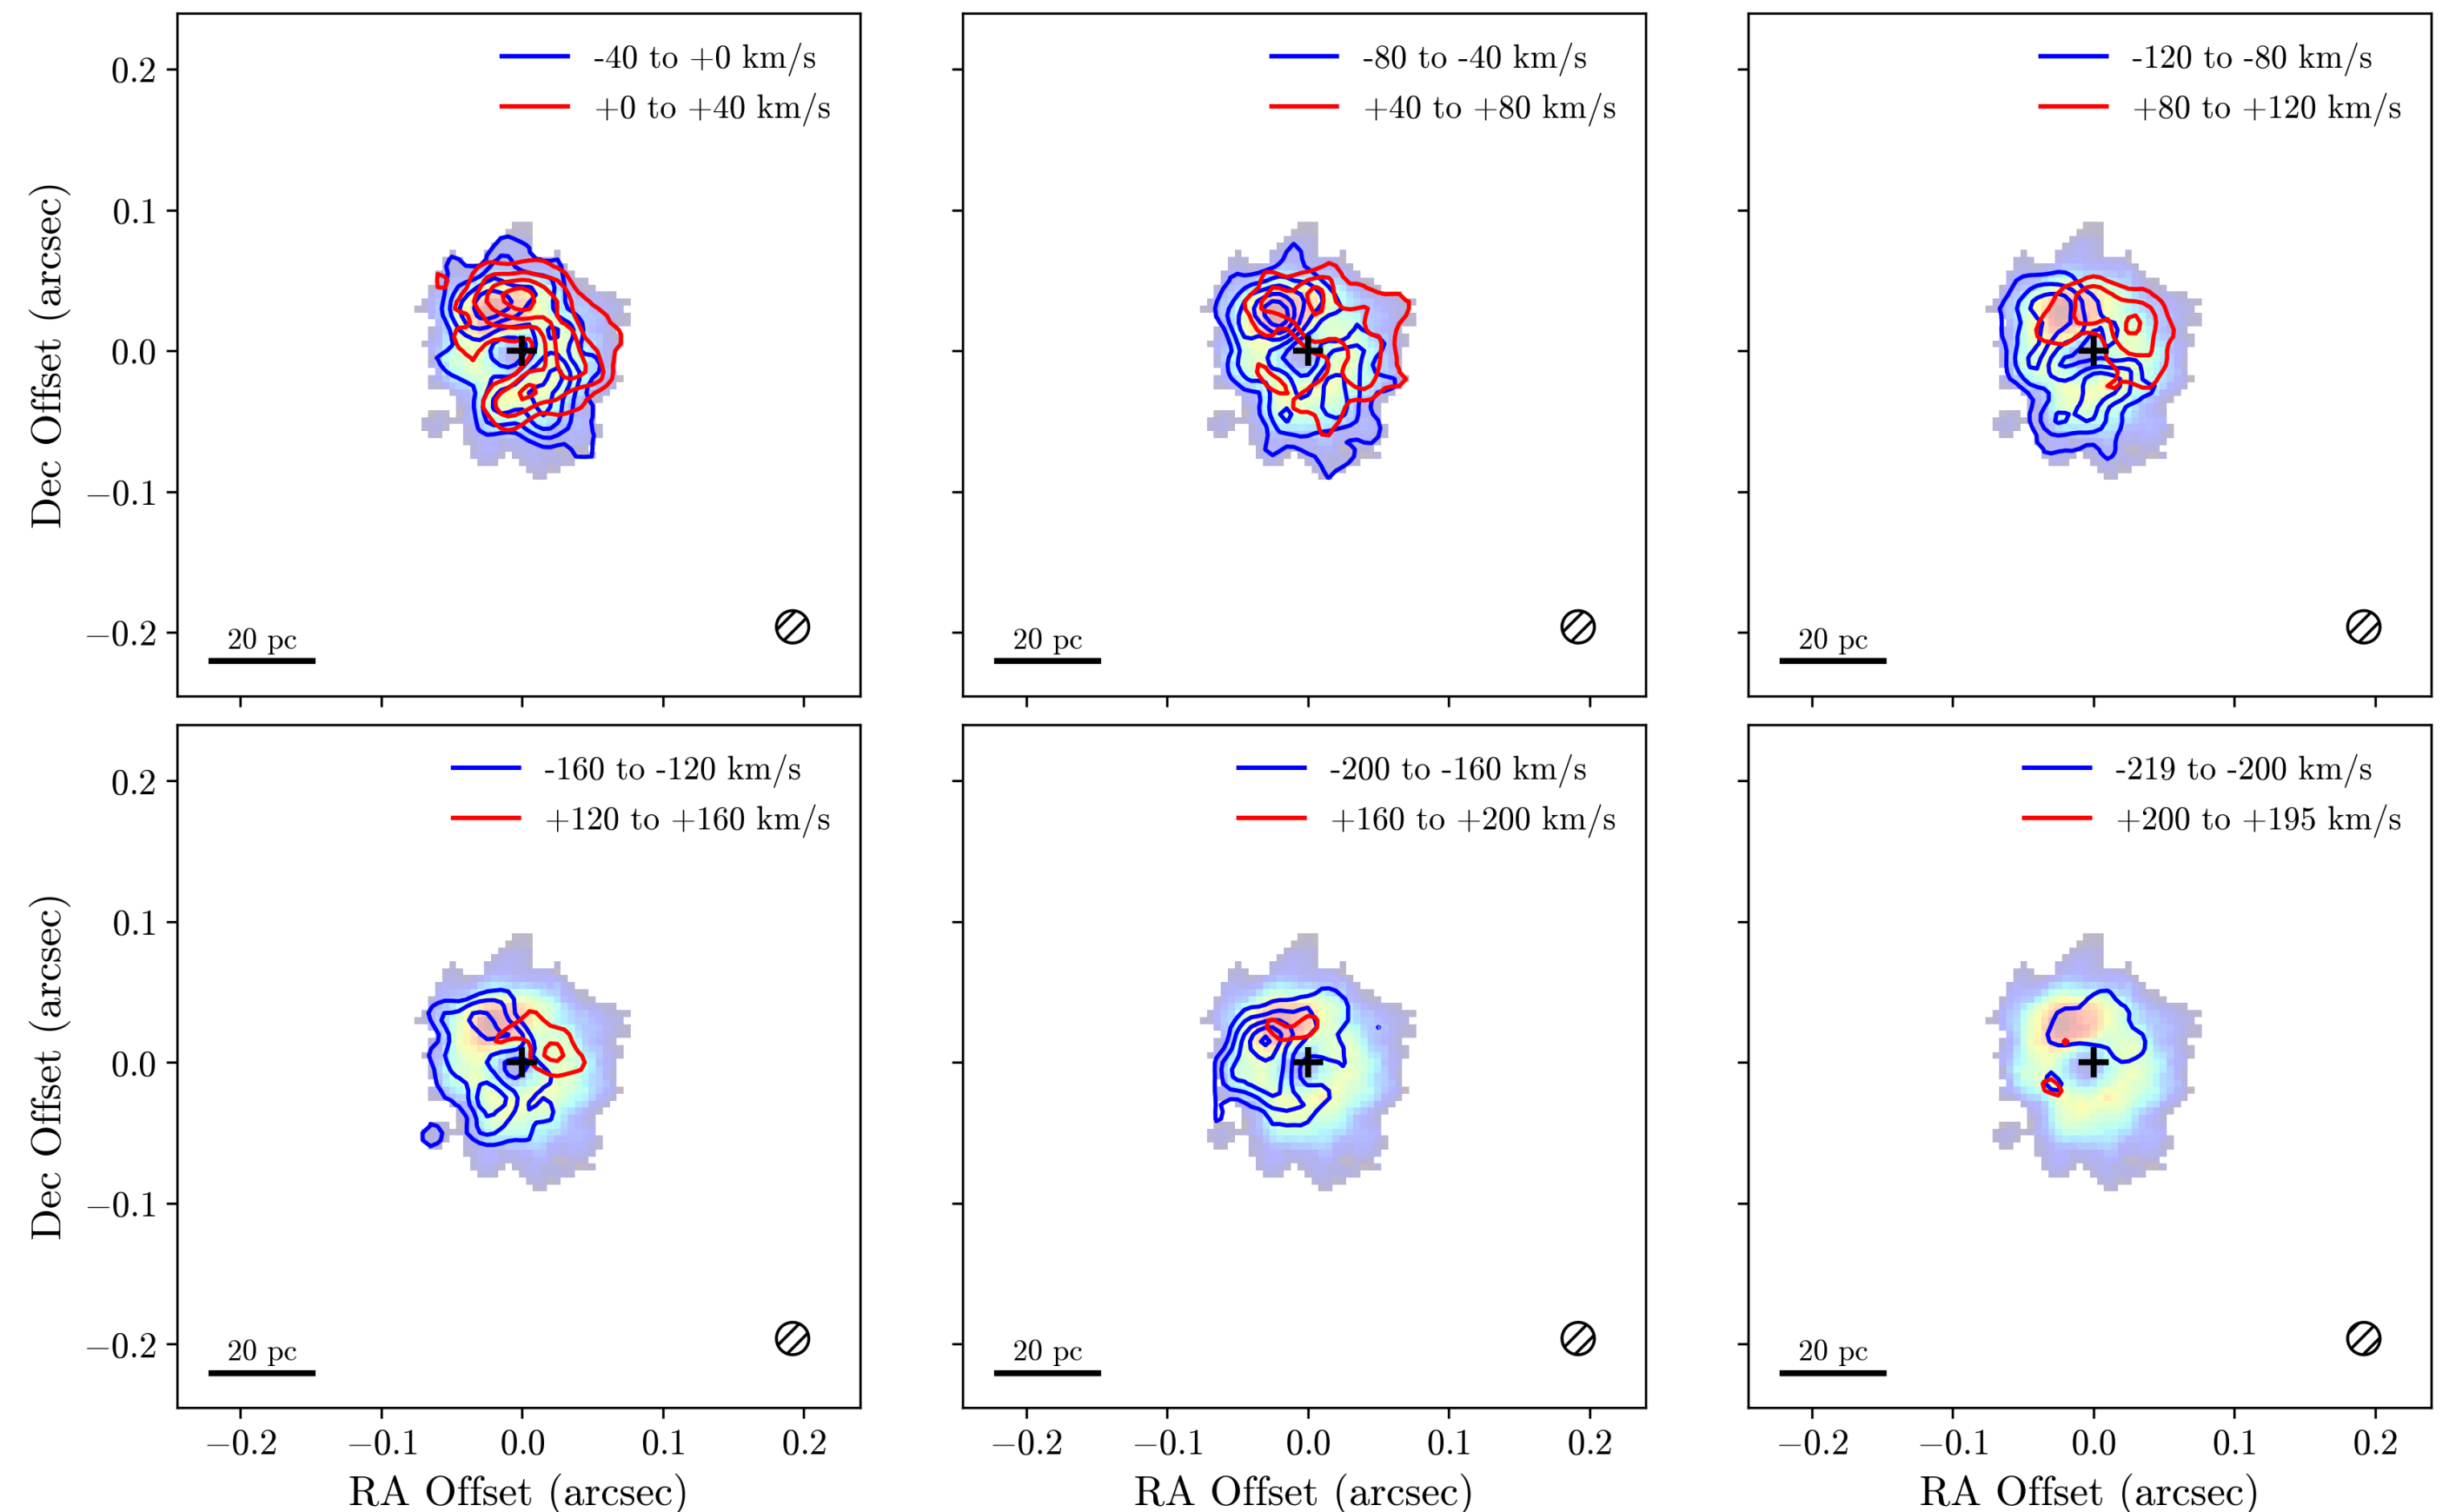 -40 to +0 km/s
+0 to +40 km/s
-80 to -40 km/s
+40 to +80 km/s
-120 to -80 km/s
+80 to +120 km/s
0.2
0.1
0.0
−0.1
−0.2
Dec Offset (arcsec)
20 pc
20 pc
20 pc
-160 to -120 km/s
+120 to +160 km/s
-200 to -160 km/s
+160 to +200 km/s
-219 to -200 km/s
+200 to +195 km/s
0.2
0.1
0.0
−0.1
−0.2
Dec Offset (arcsec)
20 pc
20 pc
20 pc
−0.2 −0.1 0.0 0.1 0.2
−0.2 −0.1 0.0 0.1 0.2
−0.2 −0.1 0.0 0.1 0.2
RA Offset (arcsec)
RA Offset (arcsec)
RA Offset (arcsec)